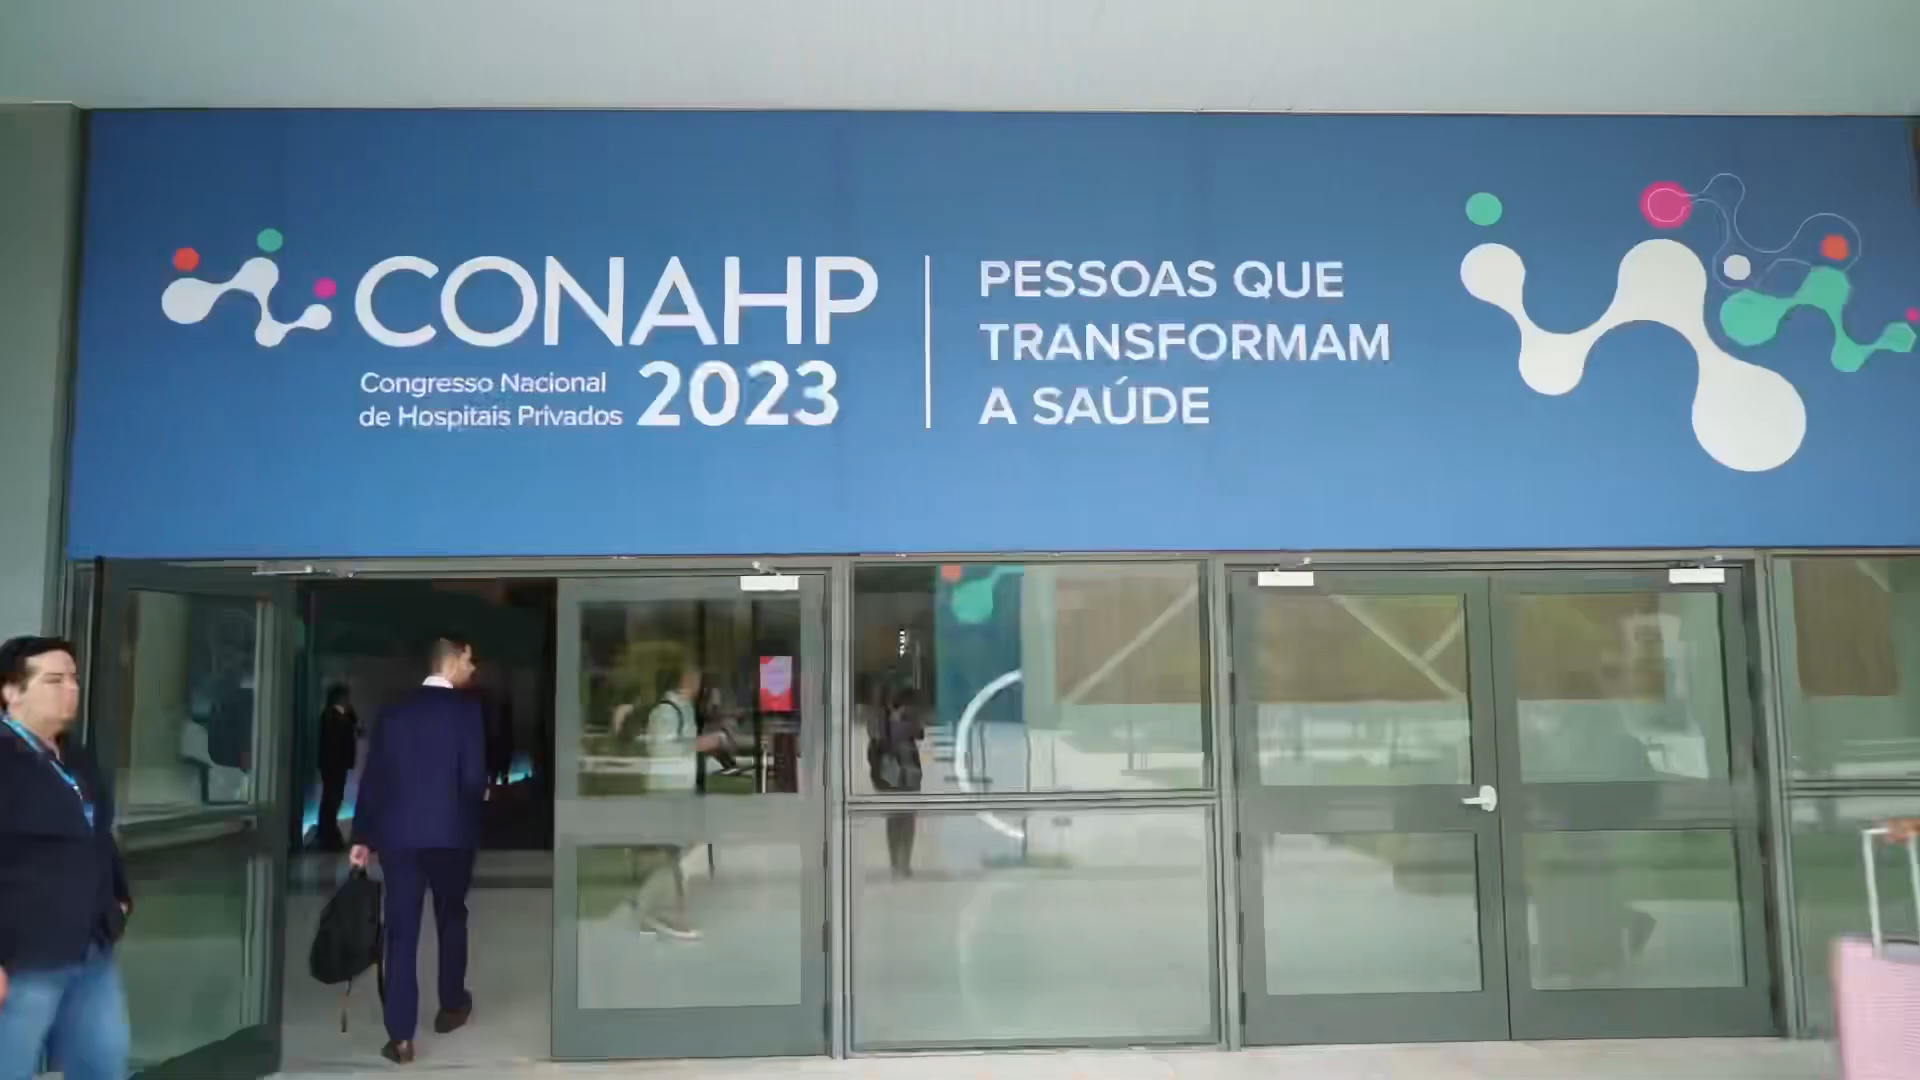 CONAHP
Congresso Nacional
de Hospitais Privados
2023
PESSOAS QUE
TRANSFORMAM
A SAÚDE